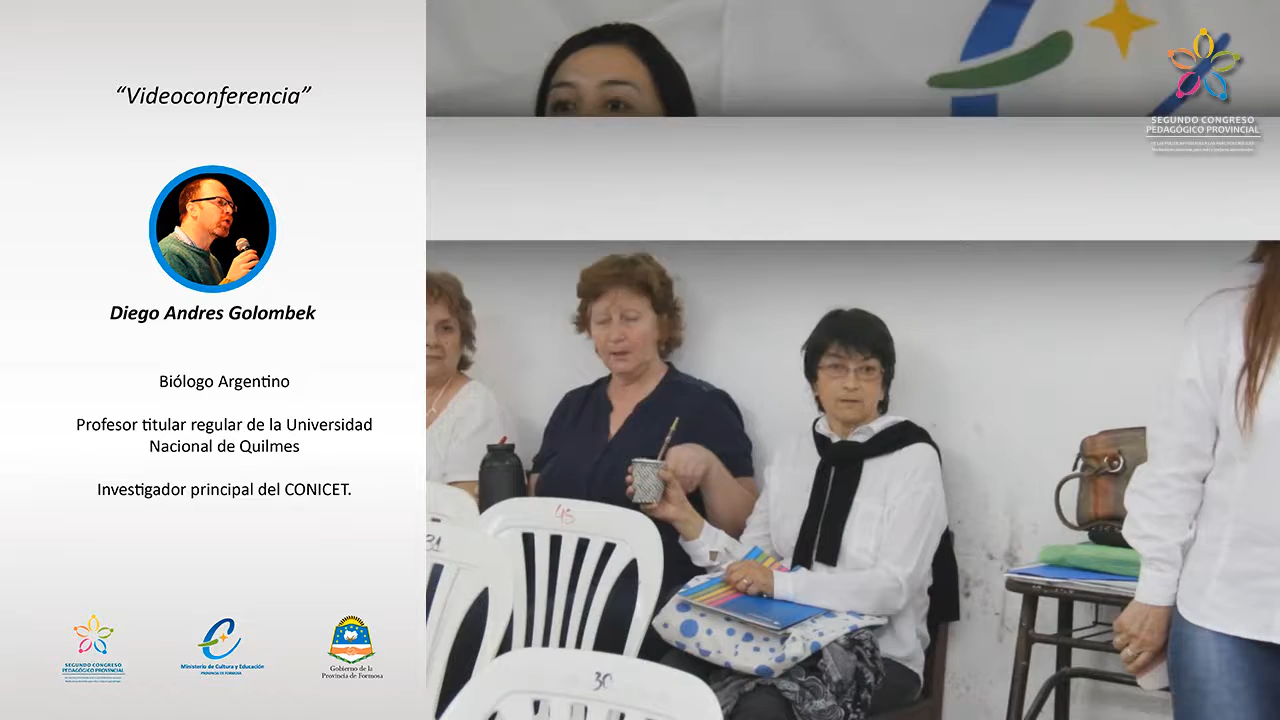 “Videoconferencia”
Diego Andres Golombek
Biólogo Argentino
Profesor titular regular de la Universidad
Nacional de Quilmes
Investigador principal del CONICET.
SEGUNDO CONGRESO
PEDAGÓGICO PROVINCIAL
Ministerio de Cultura y Educación
PROVINCIA DE FORMOSA
Gobierno de la
Provincia de Formosa
SEGUNDO CONGRESO
PEDAGÓGICO PROVINCIAL
45
31
30